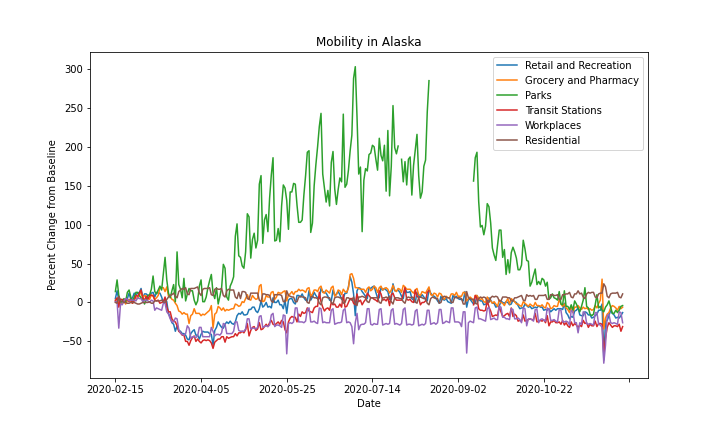 Mobility in Alaska
Retail and Recreation
Grocery and Pharmacy
Parks
Transit Stations
Workplaces
Residential
Percent Change from Baseline
300
250
200
150
100
50
0
−50
2020-02-15
2020-04-05
2020-05-25
2020-07-14
2020-09-02
2020-10-22
Date